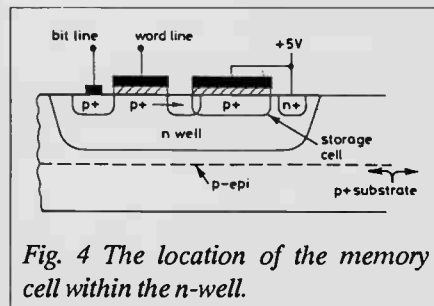 bit line
word line
+5V
p+
p+
p+
n+
n well
storage
cell
p-epi
p+ substrate
Fig. 4 The location of the memory
cell within the n-well.